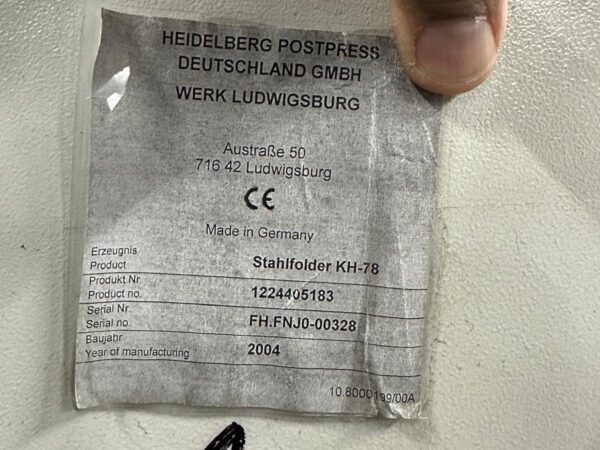 HEIDELBERG POSTPRESS
DEUTSCHLAND GMBH
WERK LUDWIGSBURG
Austraße 50
716 42 Ludwigsburg
CE
Made in Germany
Erzeugnis
Product Stahlfolder KH-78
Produkt Nr.
Product no. 1224405183
Serial Nr.
Serial no. FH.FNJ0-00328
Baujahr
Year of manufacturing 2004